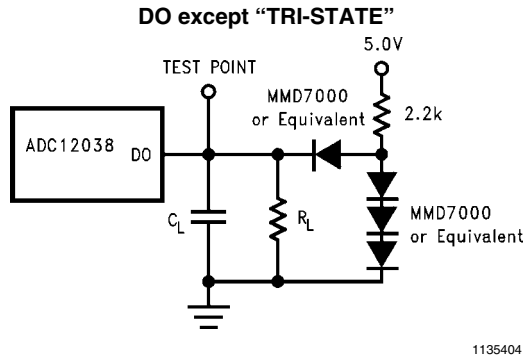 DO except “TRI-STATE”
5.0V
TEST POINT
MMD7000
or Equivalent
2.2k
ADC12038
DO
CL
RL
MMD7000
or Equivalent
1135404